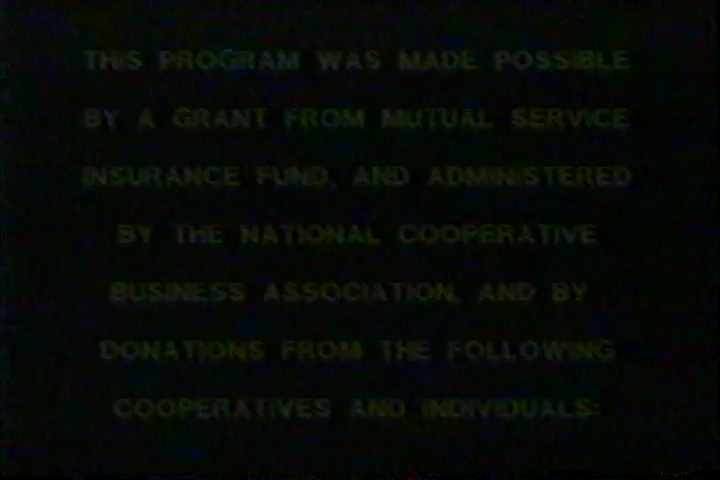 THIS PROGRAM WAS MADE POSSIBLE
BY A GRANT FROM MUTUAL SERVICE
INSURANCE FUND, AND ADMINISTERED
BY THE NATIONAL COOPERATIVE
BUSINESS ASSOCIATION, AND BY
DONATIONS FROM THE FOLLOWING
COOPERATIVES AND INDIVIDUALS: